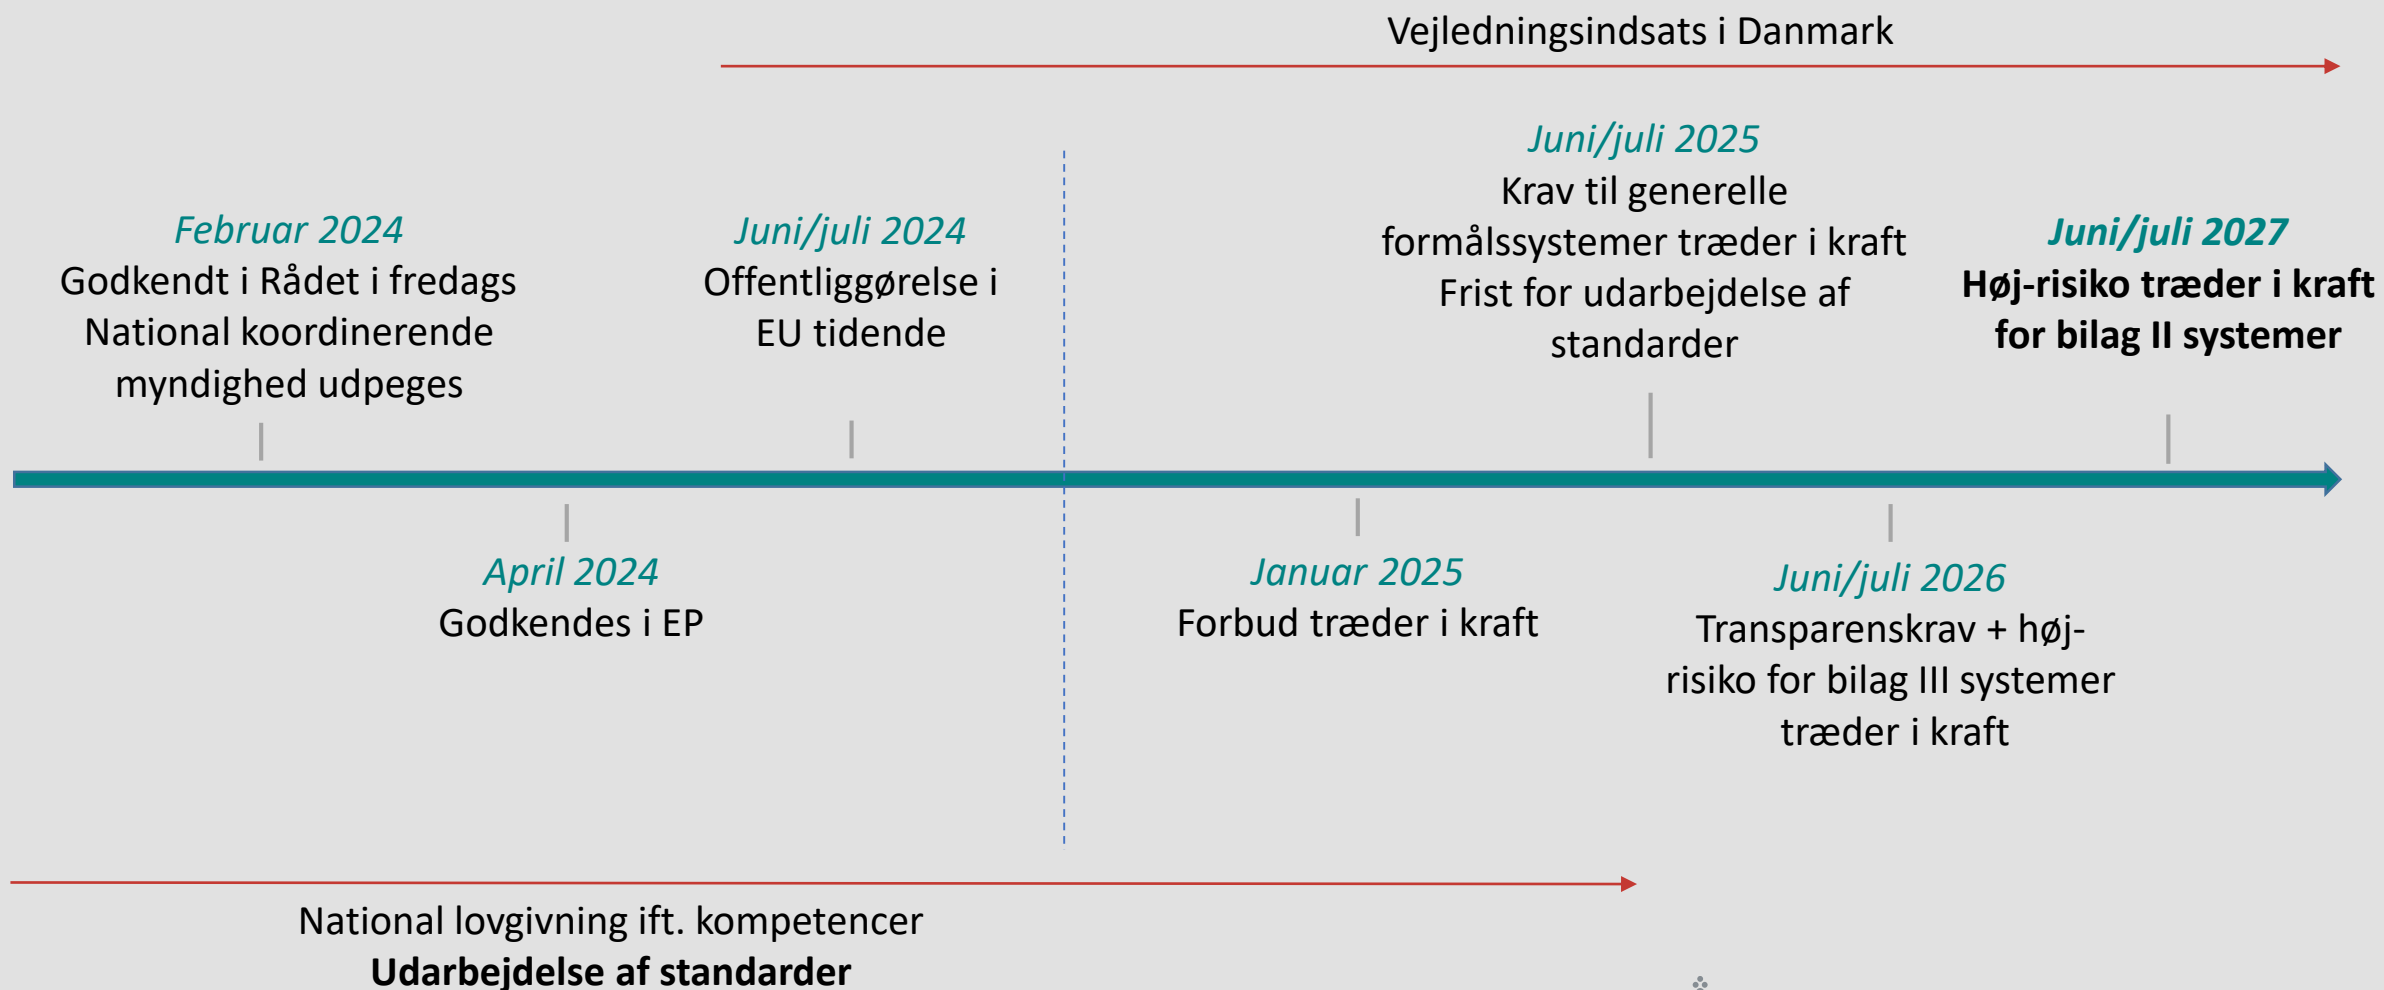 Vejledningsindsats i Danmark
Februar 2024
Godkendt i Rådet i fredags
National koordinerende
myndighed udpeges
Juni/juli 2024
Offentliggørelse i
EU tidende
Juni/juli 2025
Krav til generelle
formålssystemer træder i kraft
Frist for udarbejdelse af
standarder
Juni/juli 2027
Høj-risiko træder i kraft
for bilag II systemer
April 2024
Godkendes i EP
Januar 2025
Forbud træder i kraft
Juni/juli 2026
Transparenskrav + høj-
risiko for bilag III systemer
træder i kraft
National lovgivning ift. kompetencer
Udarbejdelse af standarder